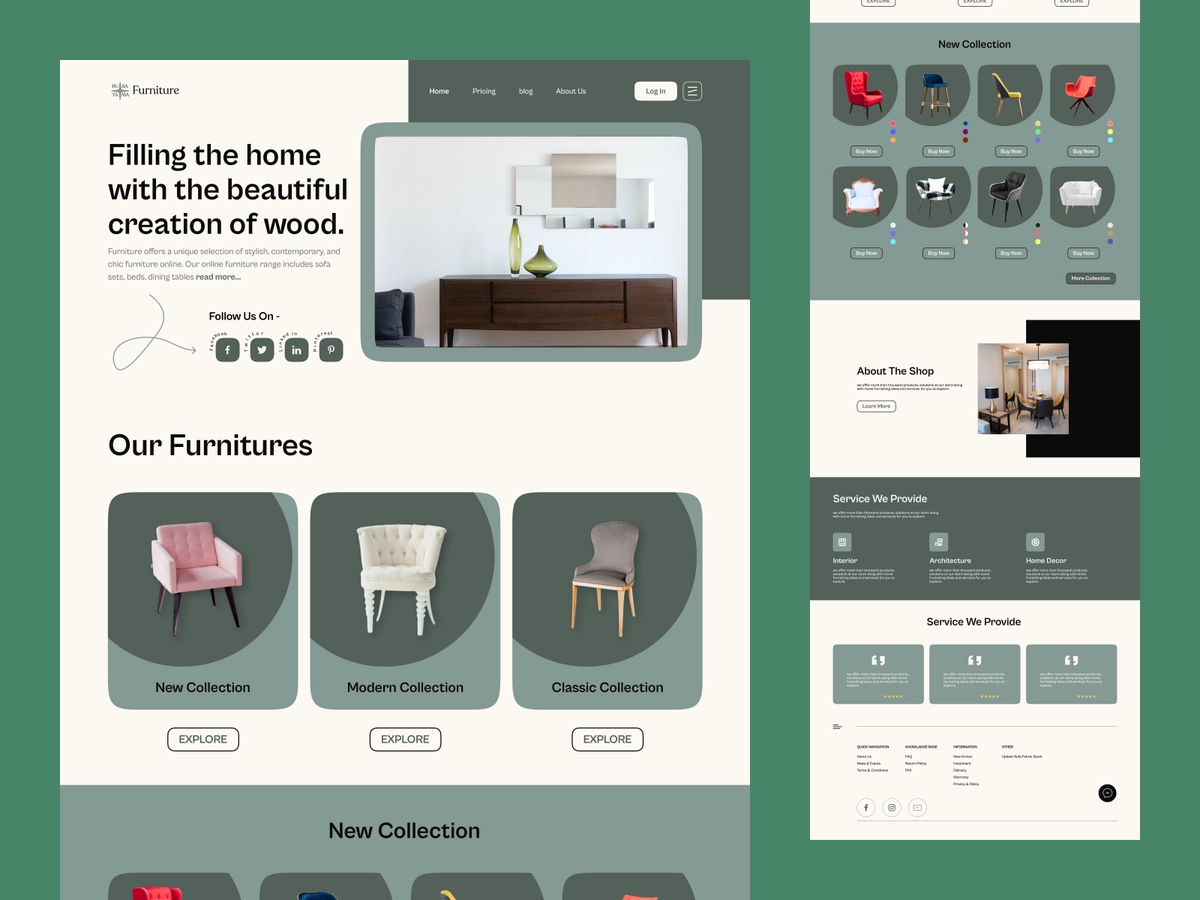 RU BA
TA MA
Furniture
Home Pricing blog About Us Log In
Filling the home
with the beautiful
creation of wood.
Furniture offers a unique selection of stylish, contemporary, and
chic furniture online. Our online furniture range includes sofa
sets, beds, dining tables read more...
Follow Us On -
Facebook Twitter Linked in Pinterest
Our Furnitures
New Collection
Modern Collection
Classic Collection
EXPLORE EXPLORE EXPLORE
New Collection
EXPLORE EXPLORE EXPLORE
New Collection
Buy Now Buy Now Buy Now Buy Now
Buy Now Buy Now Buy Now Buy Now
More Collection
About The Shop
we offer more than thousand products, solutions at our store along
with home furnishing ideas and services for you to explore.
Learn More
Service We Provide
we offer more than thousand products, solutions at our store along
with home furnishing ideas and services for you to explore.
Interior
we offer more than thousand products,
solutions at our store along with home
furnishing ideas and services for you to
explore.
Architecture
we offer more than thousand products,
solutions at our store along with home
furnishing ideas and services for you to
explore.
Home Decor
we offer more than thousand products,
solutions at our store along with home
furnishing ideas and services for you to
explore.
Service We Provide
we offer more than thousand products,
solutions at our store along with home
furnishing ideas and services for you to
explore.
we offer more than thousand products,
solutions at our store along with home
furnishing ideas and services for you to
explore.
we offer more than thousand products,
solutions at our store along with home
furnishing ideas and services for you to
explore.
QUICK NAVIGATION
About Us
News & Events
Terms & Conditions
KNOWLADGE BASE
FAQ
Return Policy
INFORMATION
New Arrival
Installment
Delivery
Warranty
Privacy & Policy
OTHER
Update Sofa Fabric Stock